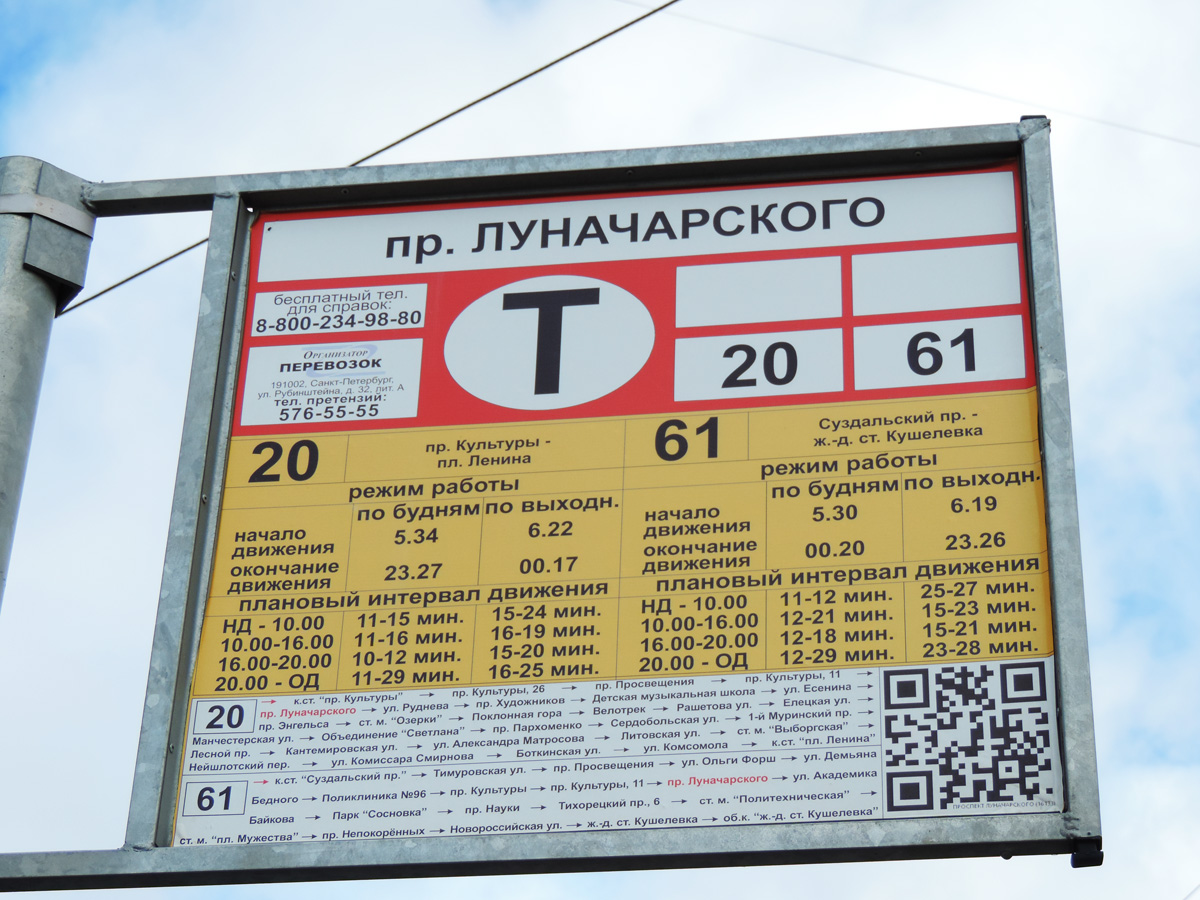 пр. ЛУНАЧАРСКОГО
бесплатный тел.
для справок:
8-800-234-98-80
ОРГАНИЗАТОР
ПЕРЕВОЗОК
191002, Санкт-Петербург,
ул. Рубинштейна, д. 32, лит. А
тел. претензий:
576-55-55
Т
20 61
20 пр. Культуры -
пл. Ленина
режим работы
по будням по выходн.
начало
движения 5.34 6.22
окончание
движения 23.27 00.17
плановый интервал движения
НД - 10.00 11-15 мин. 15-24 мин.
10.00-16.00 11-16 мин. 16-19 мин.
16.00-20.00 10-12 мин. 15-20 мин.
20.00 - ОД 11-29 мин. 16-25 мин.
61 Суздальский пр. -
ж.-д. ст. Кушелевка
режим работы
по будням по выходн.
начало
движения 5.30 6.19
окончание
движения 00.20 23.26
плановый интервал движения
НД - 10.00 11-12 мин. 25-27 мин.
10.00-16.00 12-21 мин. 15-23 мин.
16.00-20.00 12-18 мин. 15-21 мин.
20.00 - ОД 12-29 мин. 23-28 мин.
20 → к.ст. "пр. Культуры" → пр. Культуры, 26 → пр. Просвещения → пр. Культуры, 11 →
пр. Луначарского → ул. Руднева → пр. Художников → Детская музыкальная школа → ул. Есенина →
пр. Энгельса → ст. м. "Озерки" → Поклонная гора → Велотрек → Рашетова ул. → Елецкая ул. →
Манчестерская ул. → Объединение "Светлана" → пр. Пархоменко → Сердобольская ул. → 1-й Муринский пр. →
Лесной пр. → Кантемировская ул. → ул. Александра Матросова → Литовская ул. → ст. м. "Выборгская" →
Нейшлотский пер. → ул. Комиссара Смирнова → Боткинская ул. → ул. Комсомола → к.ст. "пл. Ленина"
61 → к.ст. "Суздальский пр." → Тимуровская ул. → пр. Просвещения → ул. Ольги Форш → ул. Демьяна
Бедного → Поликлиника №96 → пр. Культуры → пр. Культуры, 11 → пр. Луначарского → ул. Академика
Байкова → Парк "Сосновка" → пр. Науки → Тихорецкий пр., 6 → ст. м. "Политехническая" →
ст. м. "пл. Мужества" → пр. Непокорённых → Новороссийская ул. → ж.-д. ст. Кушелевка → об.к. "ж.-д. ст. Кушелевка"
ПРОСПЕКТ ЛУНАЧАРСКОГО